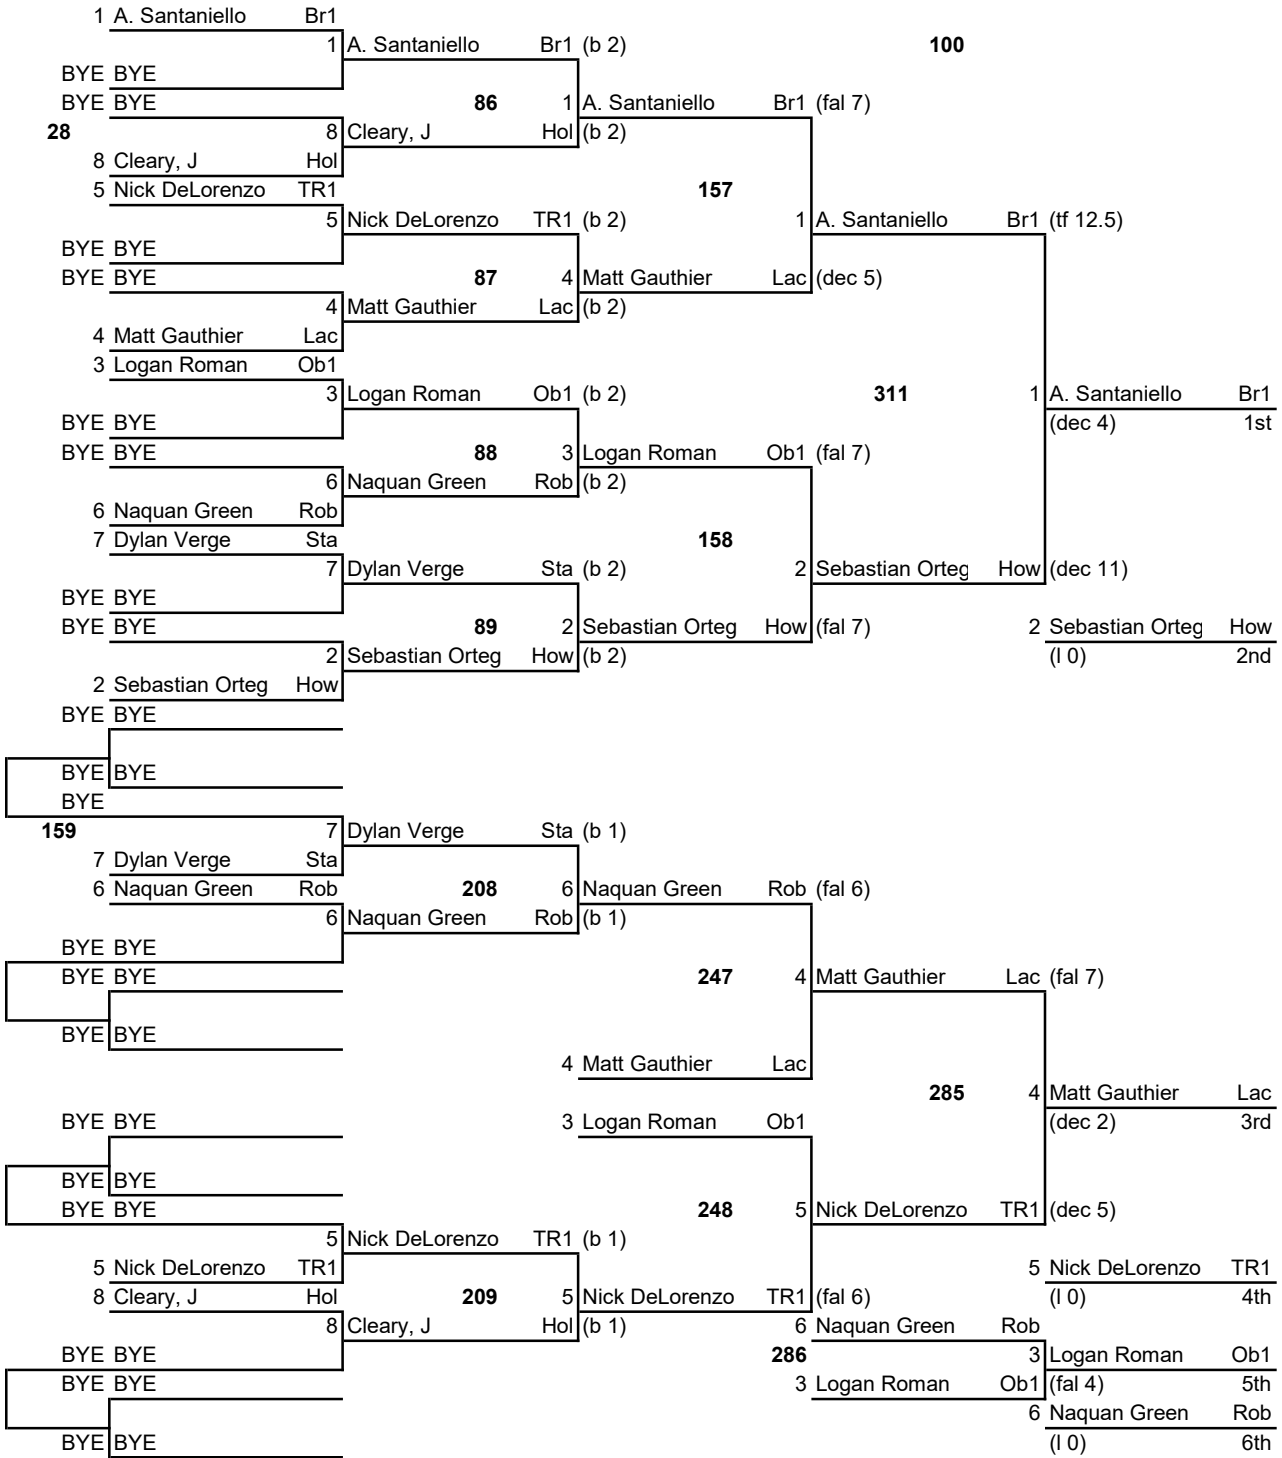 1 A. Santaniello Br1
1 A. Santaniello Br1 (b 2) 100
BYE BYE
BYE BYE 86 1 A. Santaniello Br1 (fal 7)
28 8 Cleary, J Hol (b 2)
8 Cleary, J Hol
5 Nick DeLorenzo TR1 157
5 Nick DeLorenzo TR1 (b 2) 1 A. Santaniello Br1 (tf 12.5)
BYE BYE
BYE BYE 87 4 Matt Gauthier Lac (dec 5)
4 Matt Gauthier Lac (b 2)
4 Matt Gauthier Lac
3 Logan Roman Ob1
3 Logan Roman Ob1 (b 2) 311 1 A. Santaniello Br1
BYE BYE (dec 4) 1st
BYE BYE 88 3 Logan Roman Ob1 (fal 7)
6 Naquan Green Rob (b 2)
6 Naquan Green Rob
7 Dylan Verge Sta 158
7 Dylan Verge Sta (b 2) 2 Sebastian Orteg How (dec 11)
BYE BYE
BYE BYE 89 2 Sebastian Orteg How (fal 7) 2 Sebastian Orteg How
2 Sebastian Orteg How (b 2) (l 0) 2nd
2 Sebastian Orteg How
BYE BYE
BYE BYE
BYE
159 7 Dylan Verge Sta (b 1)
7 Dylan Verge Sta
6 Naquan Green Rob 208 6 Naquan Green Rob (fal 6)
6 Naquan Green Rob (b 1)
BYE BYE
BYE BYE 247 4 Matt Gauthier Lac (fal 7)
BYE BYE
4 Matt Gauthier Lac
285 4 Matt Gauthier Lac
BYE BYE 3 Logan Roman Ob1 (dec 2) 3rd
BYE BYE
BYE BYE 248 5 Nick DeLorenzo TR1 (dec 5)
5 Nick DeLorenzo TR1 (b 1)
5 Nick DeLorenzo TR1 5 Nick DeLorenzo TR1
8 Cleary, J Hol 209 5 Nick DeLorenzo TR1 (fal 6) (l 0) 4th
8 Cleary, J Hol (b 1) 6 Naquan Green Rob
BYE BYE 286 3 Logan Roman Ob1
BYE BYE 3 Logan Roman Ob1 (fal 4) 5th
6 Naquan Green Rob
BYE BYE (l 0) 6th